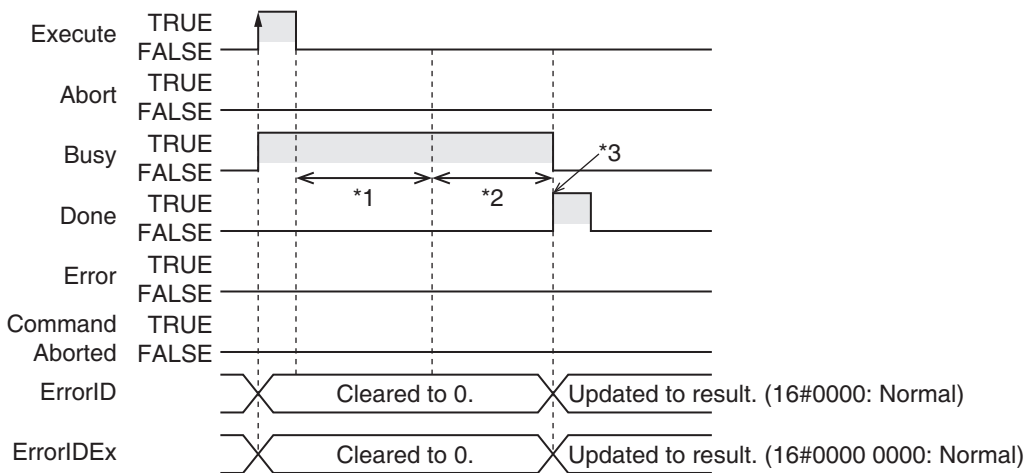 Execute TRUE
FALSE
Abort TRUE
FALSE
Busy TRUE
FALSE
*3
*1 *2
Done TRUE
FALSE
Error TRUE
FALSE
Command TRUE
Aborted FALSE
ErrorID Cleared to 0. Updated to result. (16#0000: Normal)
ErrorIDEx Cleared to 0. Updated to result. (16#0000 0000: Normal)